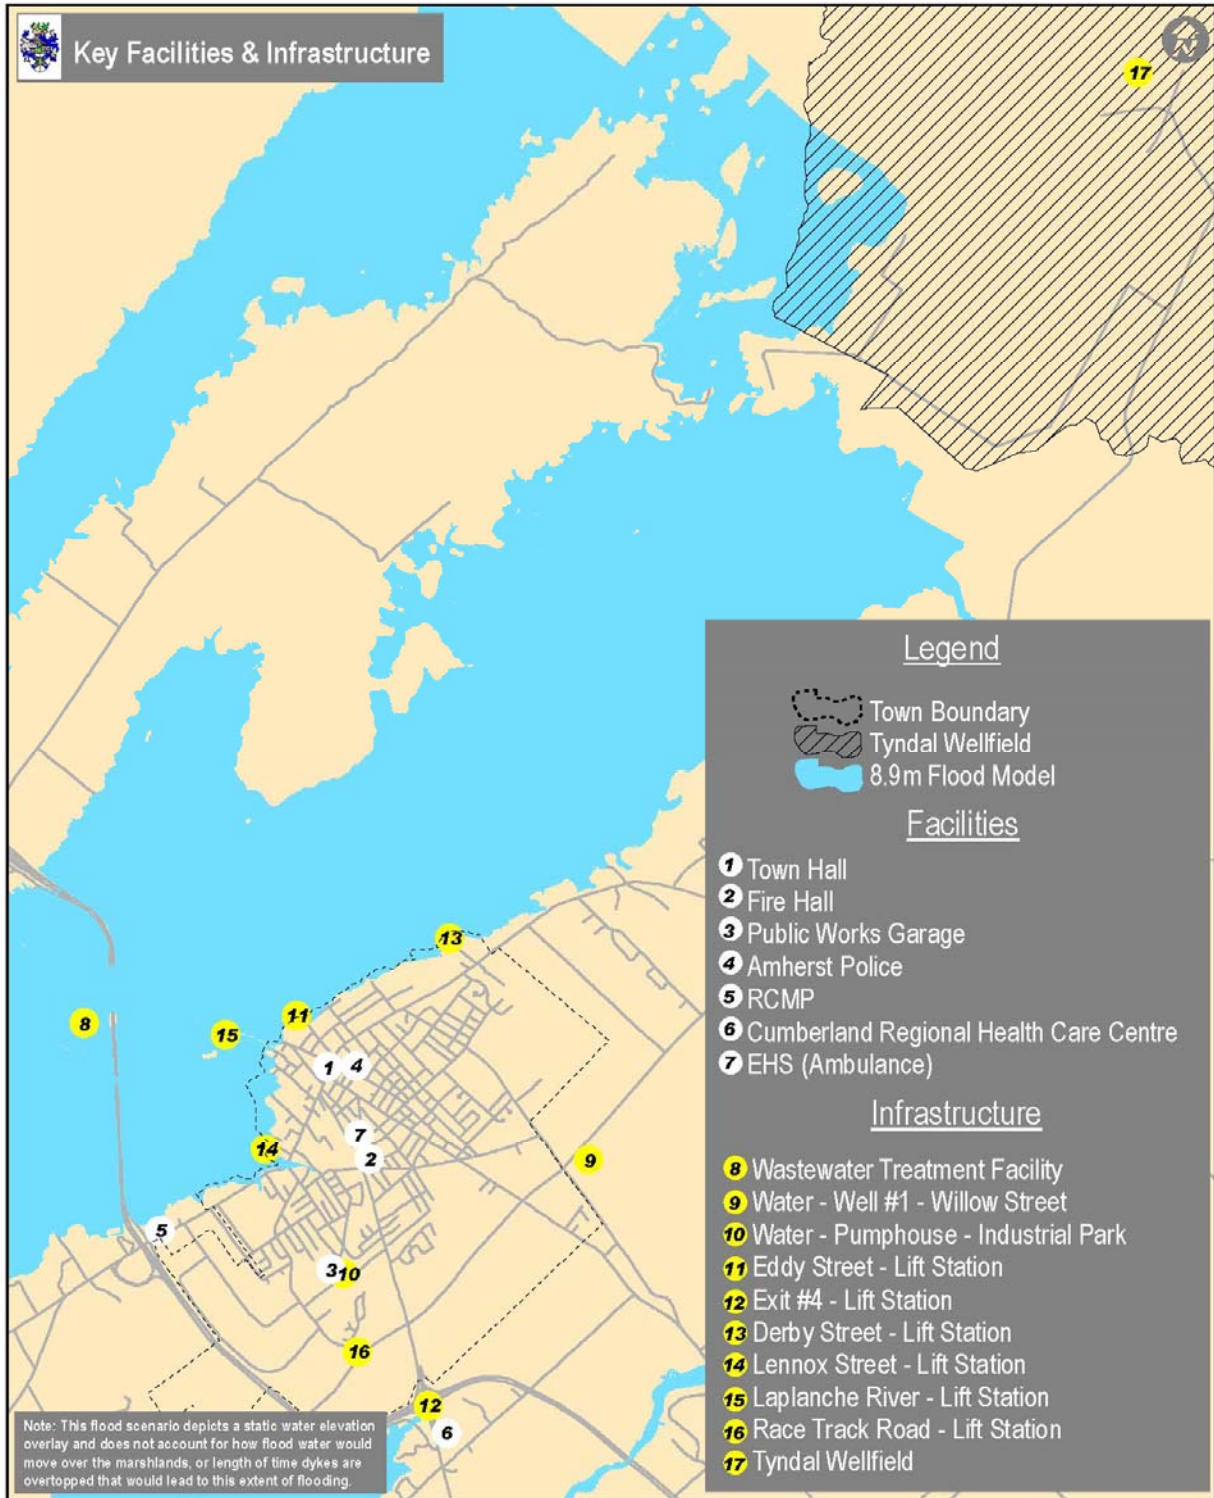 Key Facilities & Infrastructure
N
17
13
11
8
15
1
4
7
14
2
9
5
3
10
16
12
6
Legend
Town Boundary
Tyndal Wellfield
8.9m Flood Model
Facilities
1 Town Hall
2 Fire Hall
3 Public Works Garage
4 Amherst Police
5 RCMP
6 Cumberland Regional Health Care Centre
7 EHS (Ambulance)
Infrastructure
8 Wastewater Treatment Facility
9 Water - Well #1 - Willow Street
10 Water - Pumphouse - Industrial Park
11 Eddy Street - Lift Station
12 Exit #4 - Lift Station
13 Derby Street - Lift Station
14 Lennox Street - Lift Station
15 Laplanche River - Lift Station
16 Race Track Road - Lift Station
17 Tyndal Wellfield
Note: This flood scenario depicts a static water elevation
overlay and does not account for how flood water would
move over the marshlands, or length of time dykes are
overtopped that would lead to this extent of flooding.